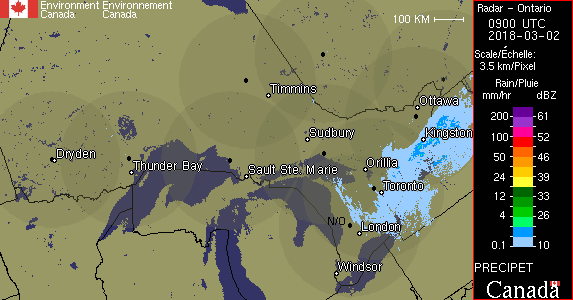 Environment Environnement
Canada Canada
100 KM
Timmins
Ottawa
Sudbury
Kingston
Dryden
Thunder Bay
Sault Ste. Marie
Orillia
Toronto
N/O
London
Windsor
Radar - Ontario
0900 UTC
2018-03-02
Scale/Échelle:
3.5 km/Pixel
Rain/Pluie
mm/hr dBZ
200 61
100 52
50 46
24 39
12 33
4 26
2 20
0.1 10
PRECIPET
Canada